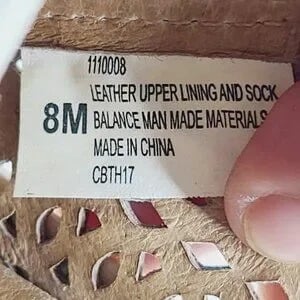 1110008
LEATHER UPPER LINING AND SOCK
8M BALANCE MAN MADE MATERIALS
MADE IN CHINA
CBTH17